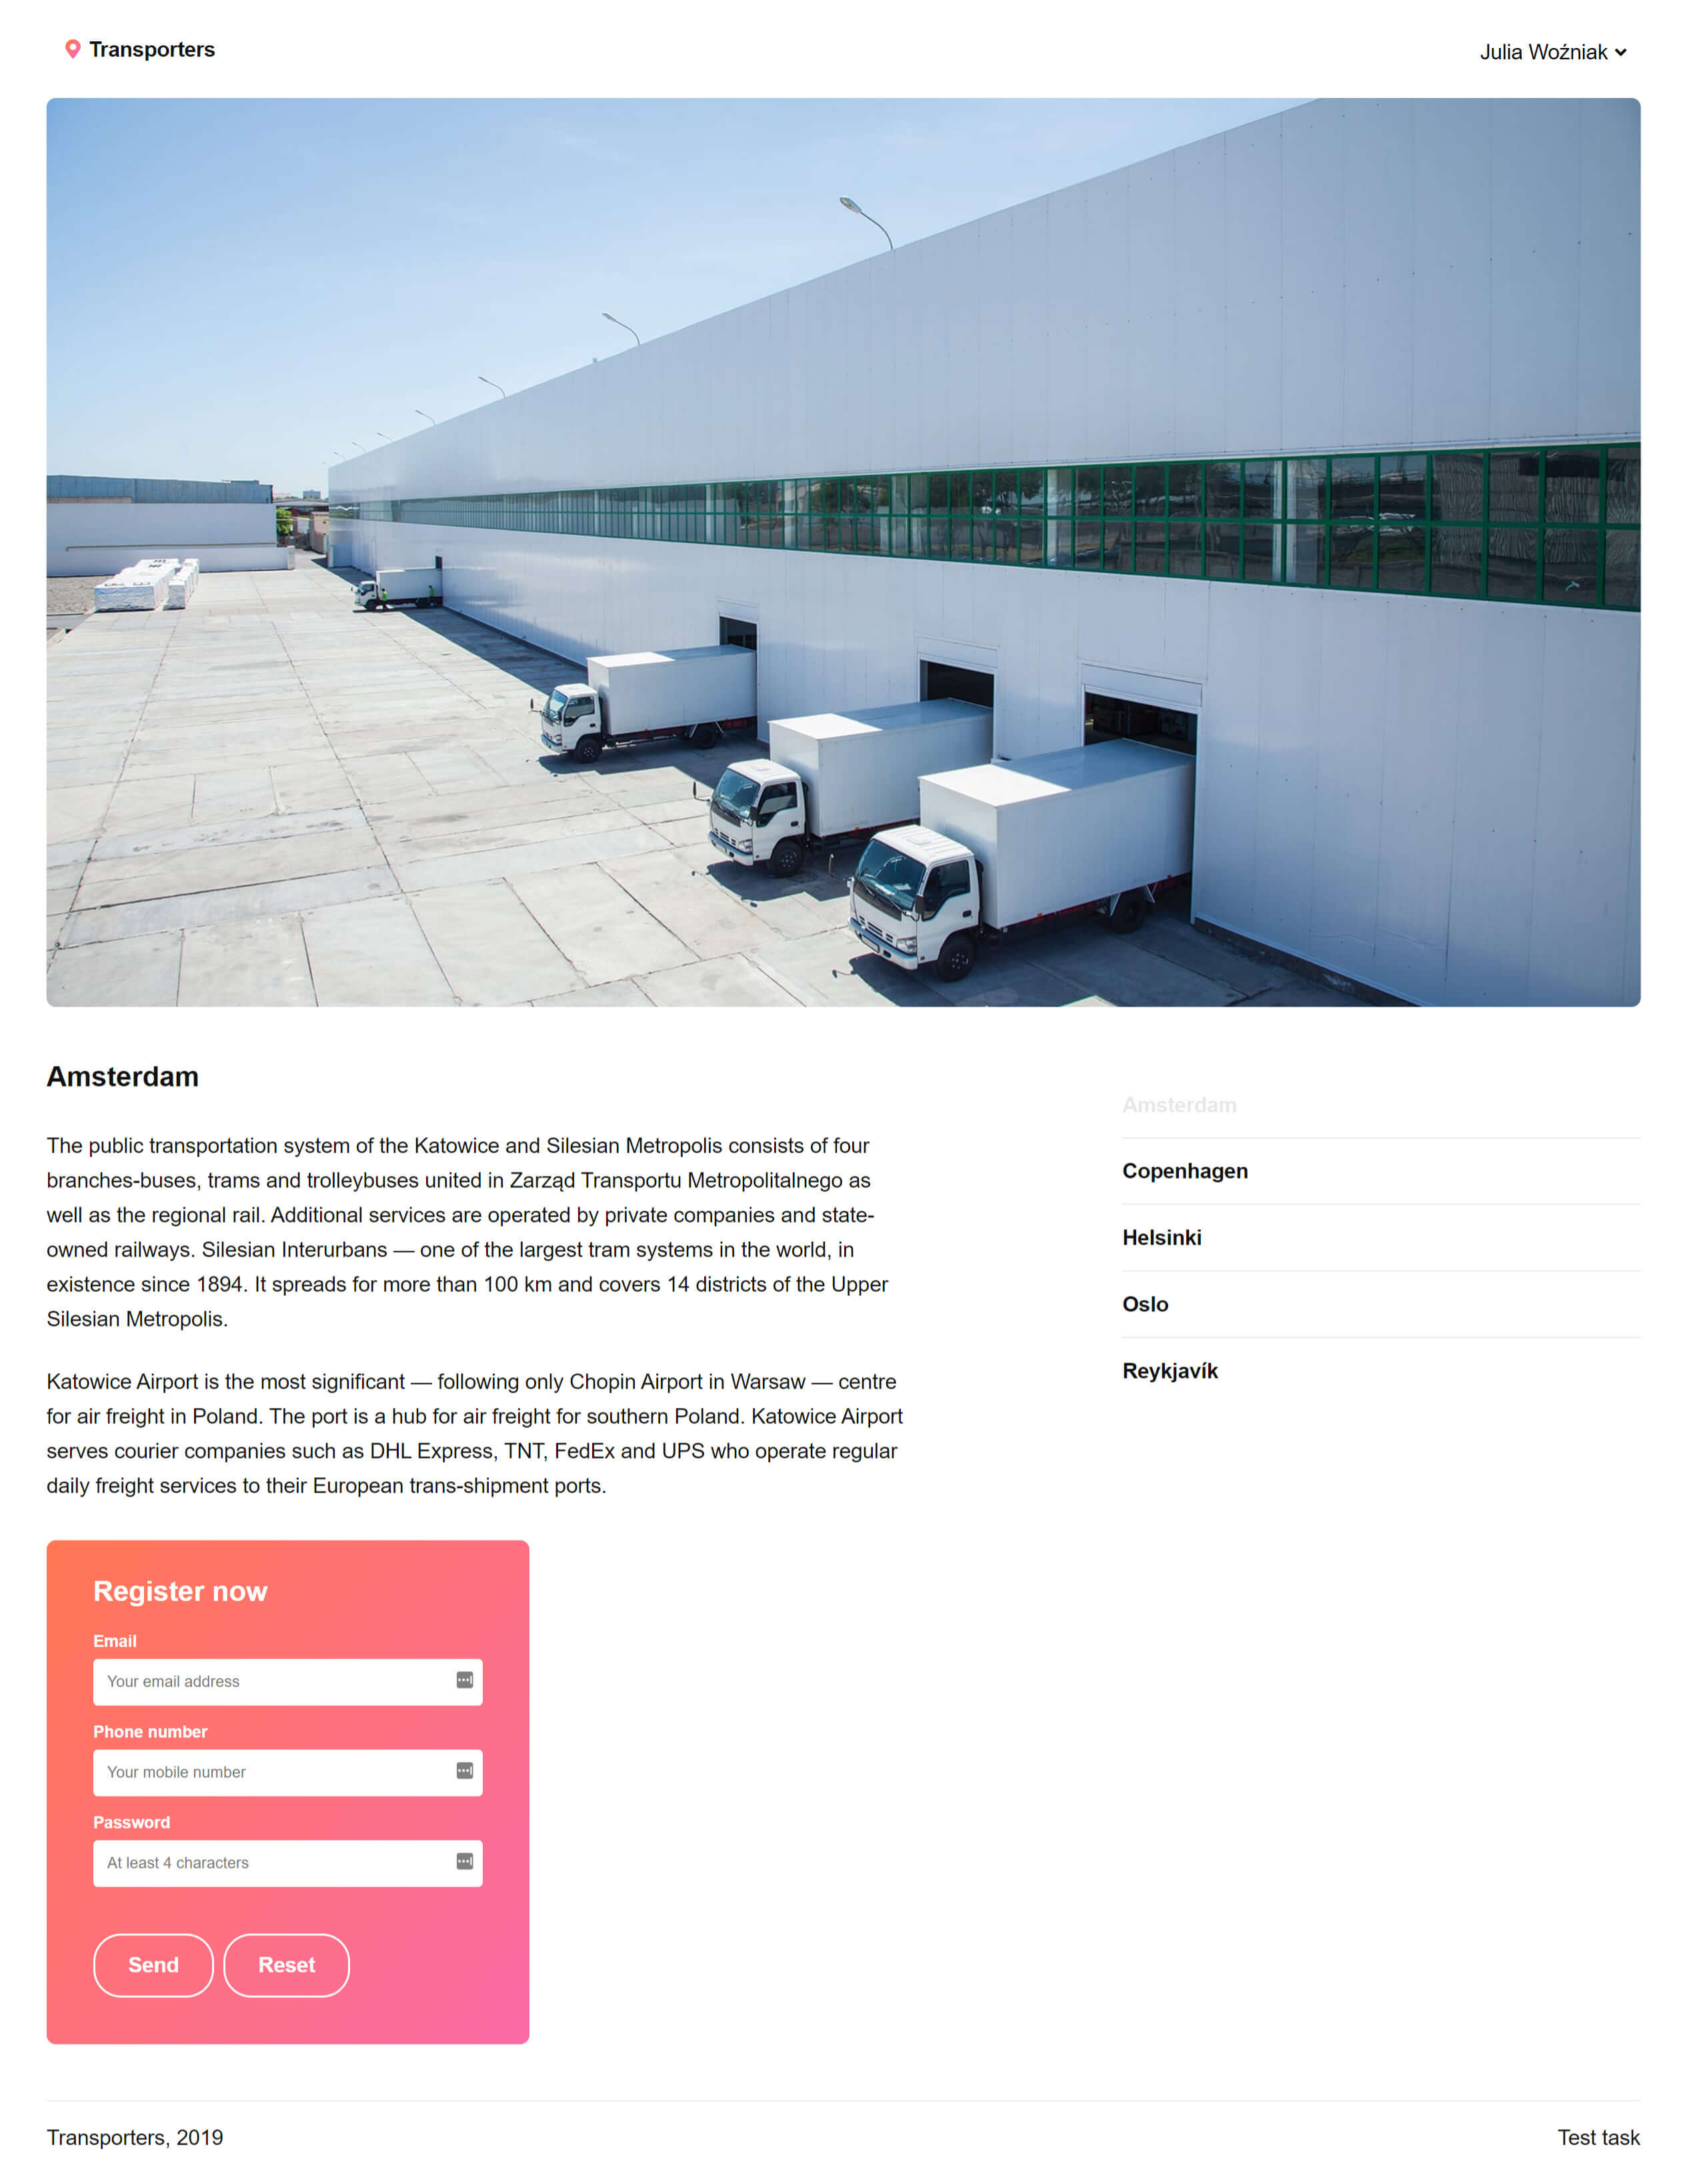 Transporters
Julia Woźniak
Amsterdam
The public transportation system of the Katowice and Silesian Metropolis consists of four
branches-buses, trams and trolleybuses united in Zarząd Transportu Metropolitalnego as
well as the regional rail. Additional services are operated by private companies and state-
owned railways. Silesian Interurbans — one of the largest tram systems in the world, in
existence since 1894. It spreads for more than 100 km and covers 14 districts of the Upper
Silesian Metropolis.
Katowice Airport is the most significant — following only Chopin Airport in Warsaw — centre
for air freight in Poland. The port is a hub for air freight for southern Poland. Katowice Airport
serves courier companies such as DHL Express, TNT, FedEx and UPS who operate regular
daily freight services to their European trans-shipment ports.
Amsterdam
Copenhagen
Helsinki
Oslo
Reykjavík
Register now
Email
Your email address
Phone number
Your mobile number
Password
At least 4 characters
Send
Reset
Transporters, 2019
Test task